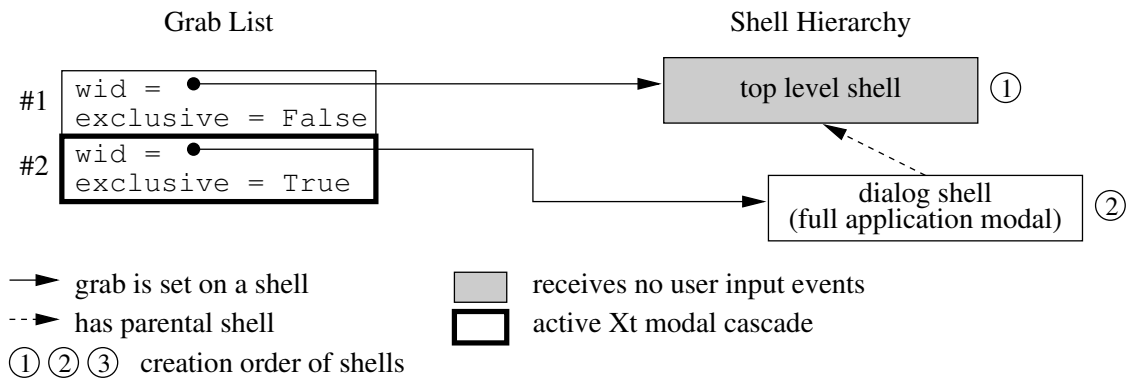 Grab List
Shell Hierarchy
#1
wid =
exclusive = False
#2
wid =
exclusive = True
top level shell
1
dialog shell
(full application modal)
2
grab is set on a shell
has parental shell
1 2 3 creation order of shells
receives no user input events
active Xt modal cascade